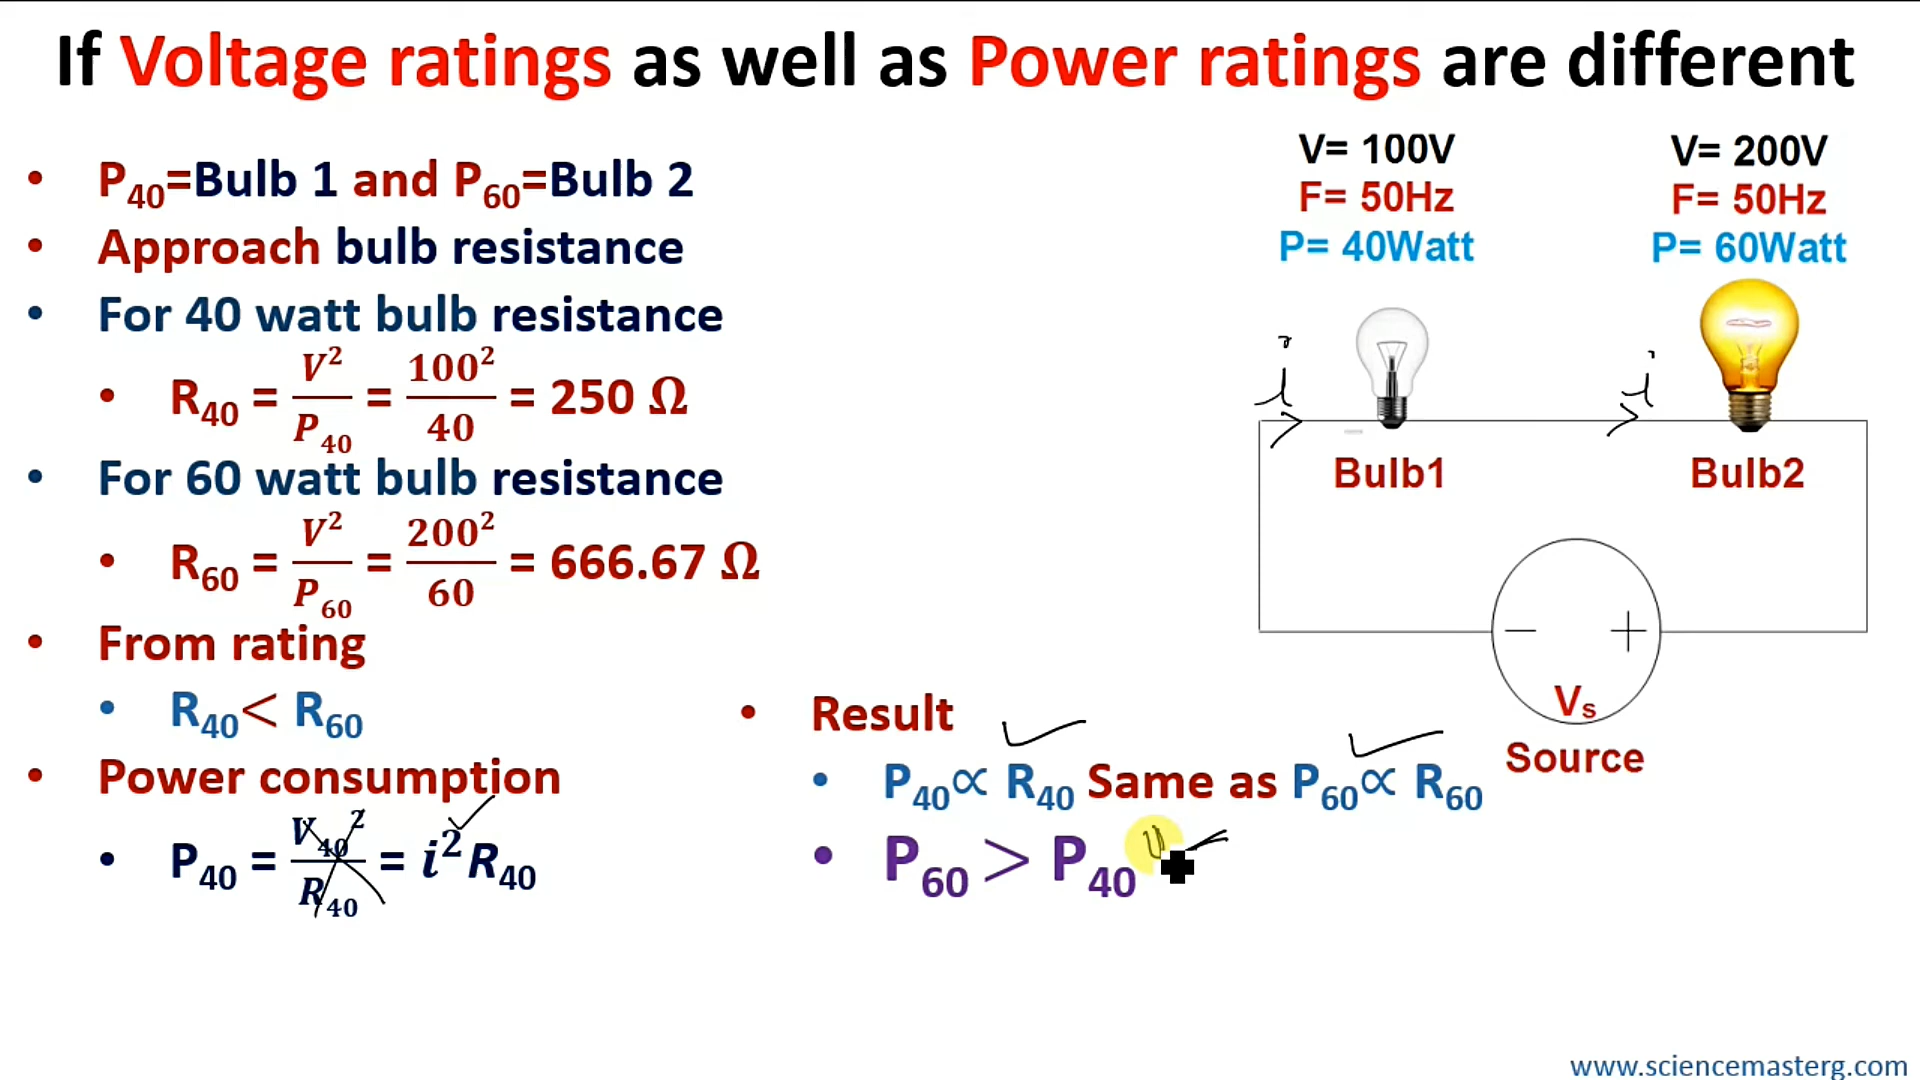 If Voltage ratings as well as Power ratings are different
• P₄₀=Bulb 1 and P₆₀=Bulb 2
• Approach bulb resistance
• For 40 watt bulb resistance
• R₄₀ = V²/P₄₀ = 100²/40 = 250 Ω
• For 60 watt bulb resistance
• R₆₀ = V²/P₆₀ = 200²/60 = 666.67 Ω
• From rating
• R₄₀< R₆₀
• Power consumption
• P₄₀ = V₄₀²/R₄₀ = i²R₄₀
• Result
• P₄₀∝ R₄₀ Same as P₆₀∝ R₆₀
• P₆₀ > P₄₀
V= 100V
F= 50Hz
P= 40Watt
V= 200V
F= 50Hz
P= 60Watt
i
i
Bulb1
Bulb2
− +
Vₛ
Source
www.sciencemasterg.com